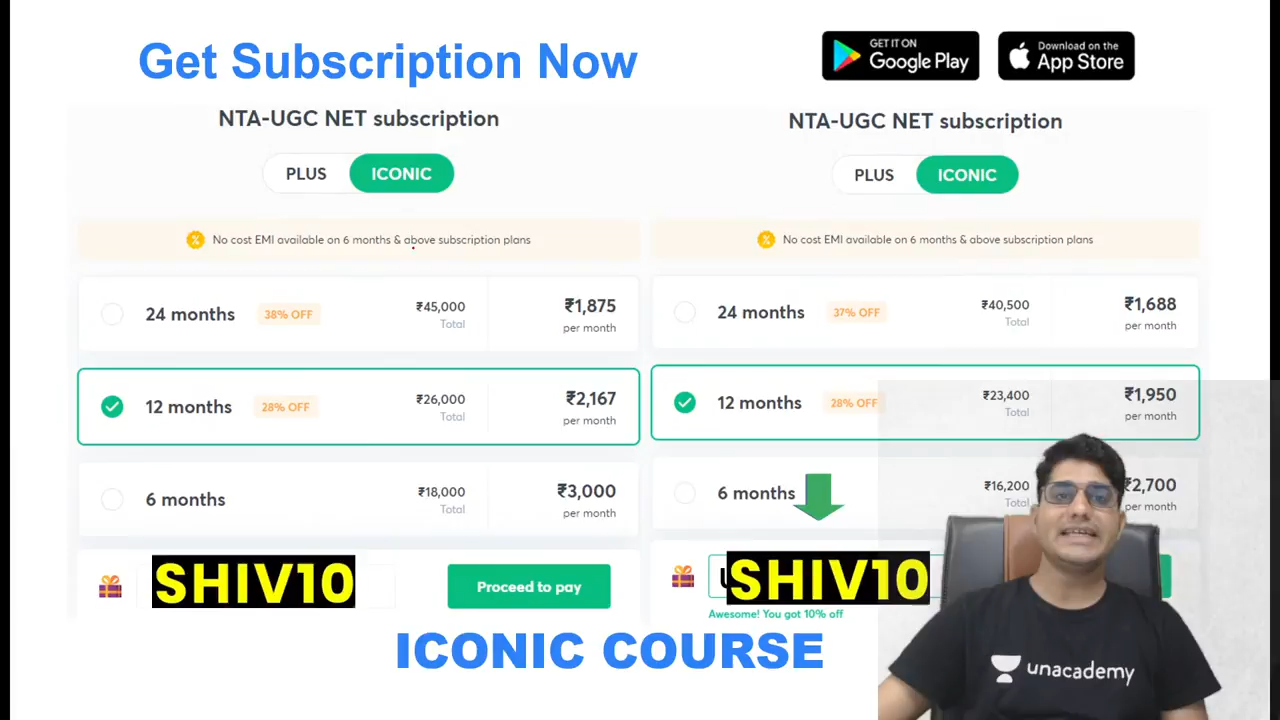 Get Subscription Now
GET IT ON
Google Play
Download on the
App Store
NTA-UGC NET subscription
PLUS
ICONIC
No cost EMI available on 6 months & above subscription plans
24 months
38% OFF
₹45,000
Total
₹1,875
per month
12 months
28% OFF
₹26,000
Total
₹2,167
per month
6 months
₹18,000
Total
₹3,000
per month
SHIV10
Proceed to pay
NTA-UGC NET subscription
PLUS
ICONIC
No cost EMI available on 6 months & above subscription plans
24 months
37% OFF
₹40,500
Total
₹1,688
per month
12 months
28% OFF
₹23,400
Total
₹1,950
per month
6 months
₹16,200
Total
₹2,700
per month
SHIV10
Awesome! You got 10% off
ICONIC COURSE
unacademy